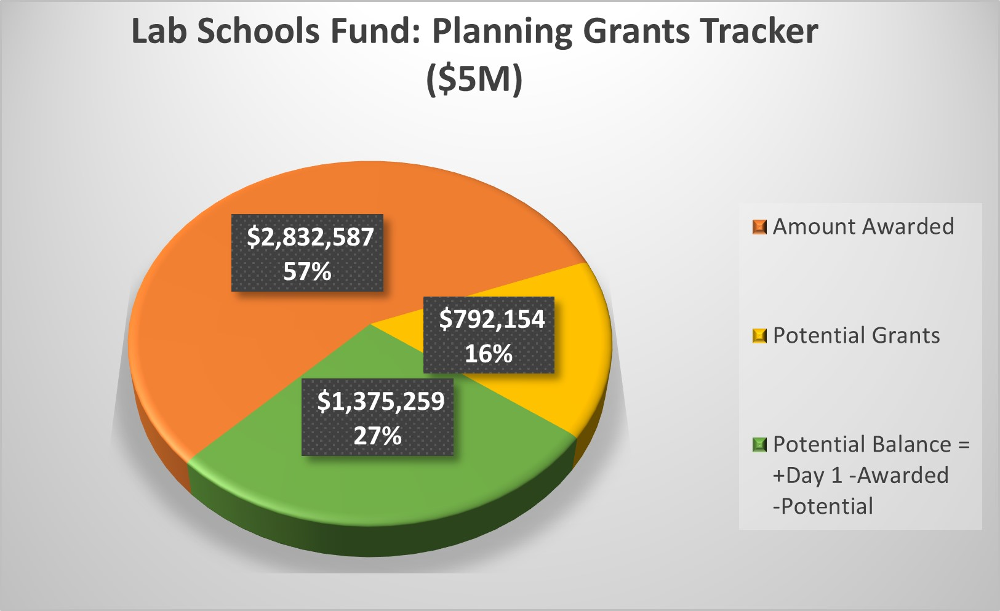 Lab Schools Fund: Planning Grants Tracker
($5M)
$2,832,587
57%
$792,154
16%
$1,375,259
27%
Amount Awarded
Potential Grants
Potential Balance =
+Day 1 -Awarded
-Potential